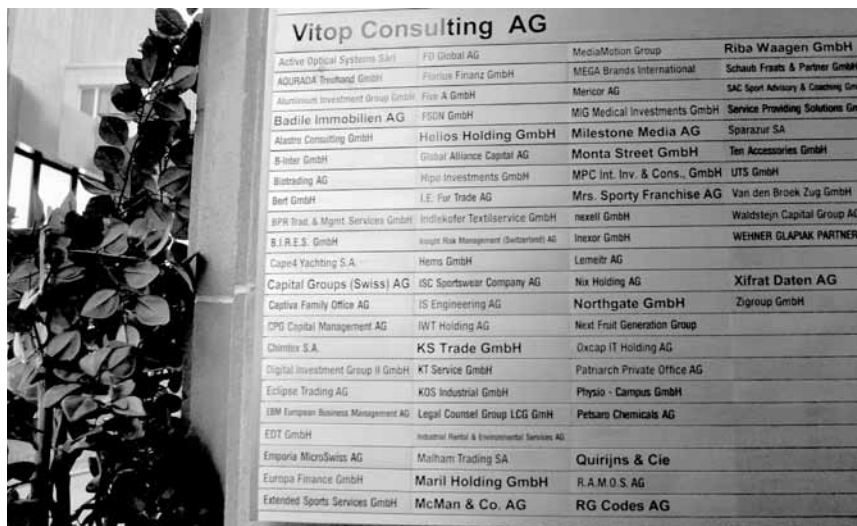 Vitop Consulting AG
Active Optical Systems Sàrl
AQURADA Treuhand GmbH
Aluminium Investment Group GmbH
Badile Immobilien AG
Alastro Consulting GmbH
B-Inter GmbH
Biotrading AG
Bert GmbH
BPR Trad. & Mgmt. Services GmbH
B.I.R.E.S. GmbH
Cape4 Yachting S.A.
Capital Groups (Swiss) AG
Captiva Family Office AG
CPG Capital Management AG
Chimtex S.A.
Digital Investment Group II GmbH
Eclipse Trading AG
EBM European Business Management AG
EDT GmbH
Emporia MicroSwiss AG
Europa Finance GmbH
Extended Sports Services GmbH
FD Global AG
Finanz GmbH
Five A GmbH
FSDN GmbH
Helios Holding GmbH
Global Alliance Capital AG
Hipo Investments GmbH
I.E. Fur Trade AG
Indlekofer Textilservice GmbH
Insight Risk Management (Switzerland) AG
Hems GmbH
ISC Sportswear Company AG
IS Engineering AG
IWT Holding AG
KS Trade GmbH
KT Service GmbH
KOS Industrial GmbH
Legal Counsel Group LCG GmH
Industrial Rental & Environmental Services AG
Malham Trading SA
Maril Holding GmbH
McMan & Co. AG
MediaMotion Group
MEGA Brands International
Mericor AG
MIG Medical Investments GmbH
Milestone Media AG
Monta Street GmbH
MPC Int. Inv. & Cons., GmbH
Mrs. Sporty Franchise AG
nexell GmbH
Inexor GmbH
Lemeitr AG
Nix Holding AG
Northgate GmbH
Next Fruit Generation Group
Oxcap IT Holding AG
Patriarch Private Office AG
Physio - Campus GmbH
Petsaro Chemicals AG
Quirijns & Cie
R.A.M.O.S. AG
RG Codes AG
Riba Waagen GmbH
Schaub Fraats & Partner GmbH
SAC Sport Advisory & Coaching Gm
Service Providing Solutions Gm
Sparazur SA
Ten Accessories GmbH
UTS GmbH
Van den Broek Zug GmbH
Waldstejn Capital Group AG
WEHNER GLAPIAK PARTNER
Xifrat Daten AG
Zigroup GmbH